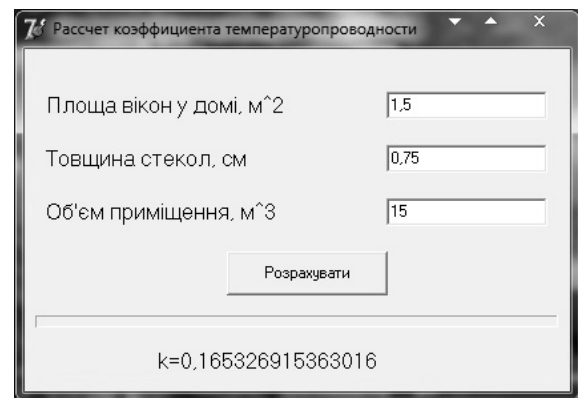 Рассчет коэффициента температуропроводности
Площа вікон у домі, м^2 1,5
Товщина стекол, см 0,75
Об'єм приміщення, м^3 15
Розрахувати
k=0,165326915363016